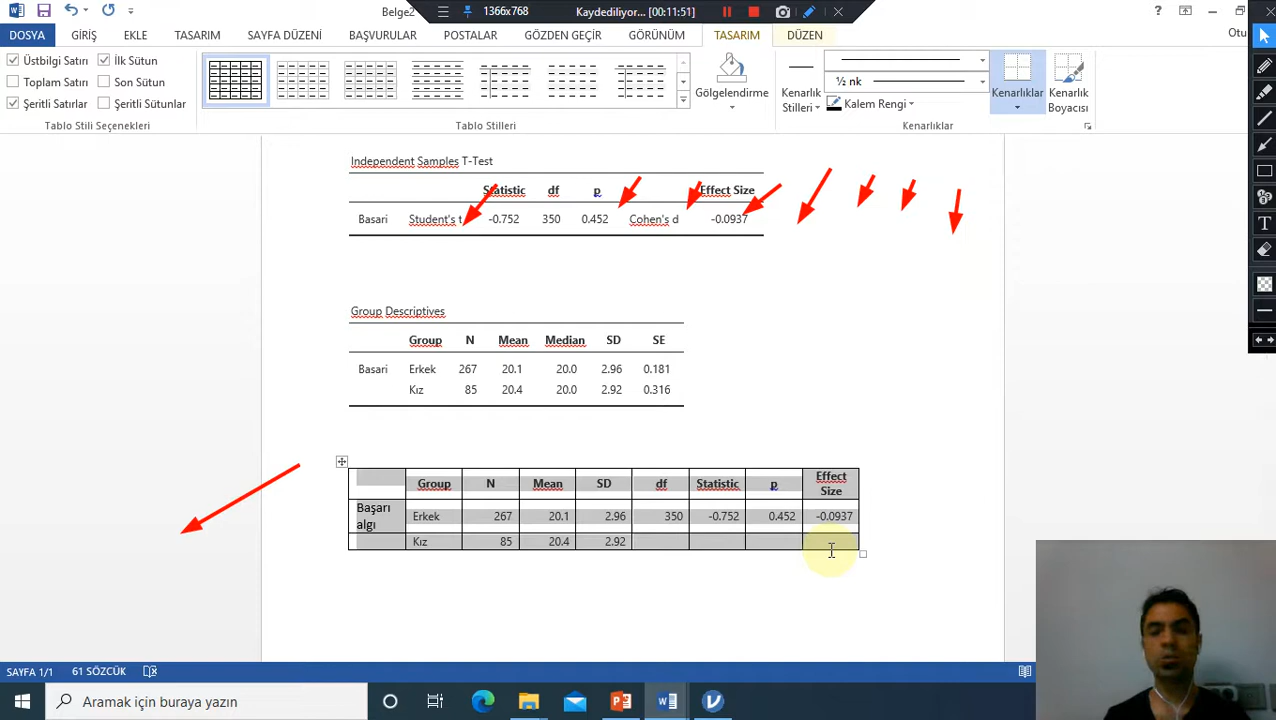 Belge2
1366x768
Kaydediliyor... [00:11:51]
?
DOSYA GİRİŞ EKLE TASARIM SAYFA DÜZENİ BAŞVURULAR POSTALAR GÖZDEN GEÇİR GÖRÜNÜM TASARIM DÜZEN Otu
Üstbilgi Satırı İlk Sütun
Toplam Satırı Son Sütun
Şeritli Satırlar Şeritli Sütunlar
Tablo Stili Seçenekleri
Tablo Stilleri
Gölgelendirme
Kenarlık Stilleri
½ nk
Kalem Rengi
Kenarlıklar
Kenarlık Boyacısı
Kenarlıklar
T
Independent Samples T-Test
Statistic df p Effect Size
Basari Student's t -0.752 350 0.452 Cohen's d -0.0937
Group Descriptives
Group N Mean Median SD SE
Basari Erkek 267 20.1 20.0 2.96 0.181
Kız 85 20.4 20.0 2.92 0.316
Group N Mean SD df Statistic p Effect Size
Başarı algı Erkek 267 20.1 2.96 350 -0.752 0.452 -0.0937
Kız 85 20.4 2.92
SAYFA 1/1 61 SÖZCÜK
Aramak için buraya yazın